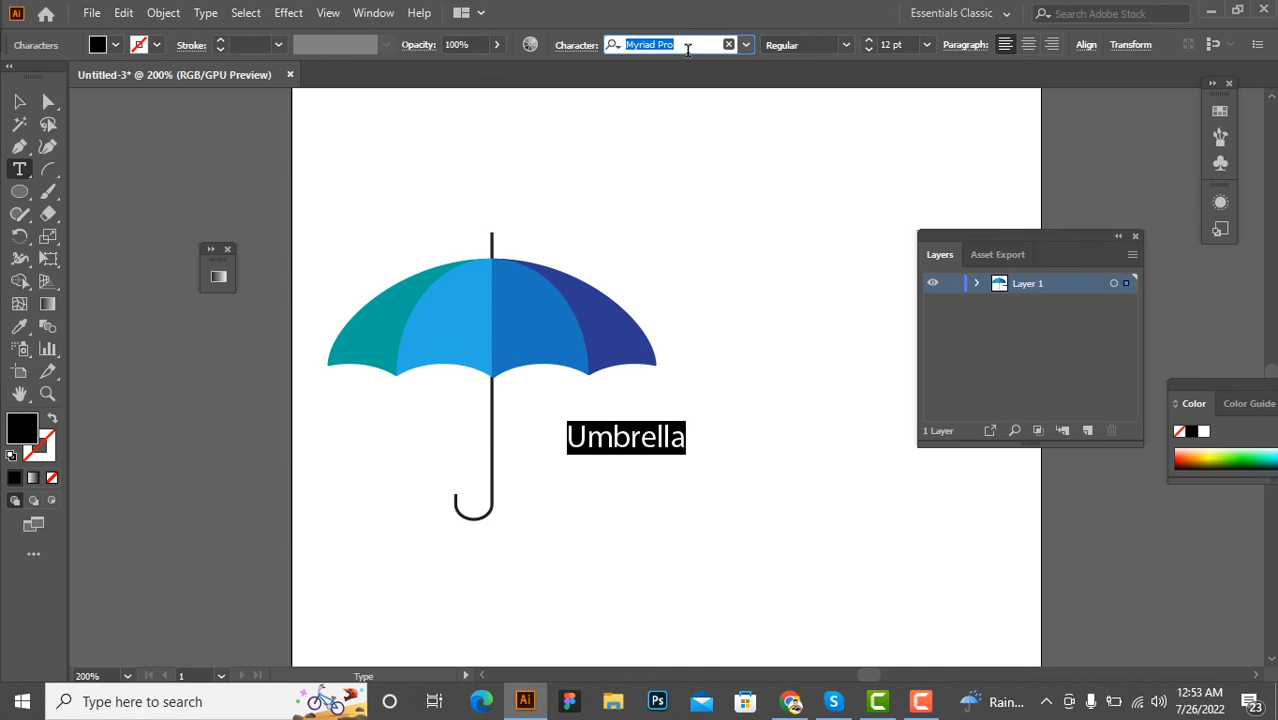 Ai File Edit Object Type Select Effect View Window Help Essentials Classic Search Adobe Stock
Characters Stroke: Opacity: 100% Character: Myriad Pro Regular 12 pt Paragraph: Align Transform
Untitled-3* @ 200% (RGB/GPU Preview)
Layers Asset Export
Layer 1
Color Color Guide
Umbrella
1 Layer
200% 1 Type
Type here to search Ai Ps Rain... 12:53 AM
7/26/2022 23